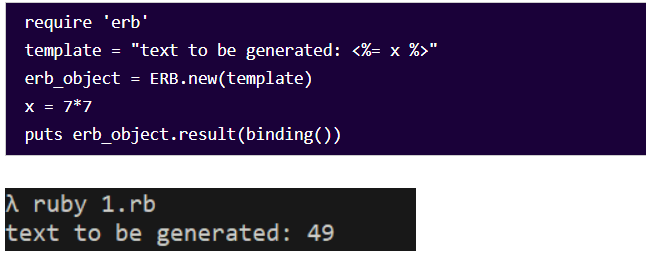 require 'erb'
template = "text to be generated: <%= x %>"
erb_object = ERB.new(template)
x = 7*7
puts erb_object.result(binding())
λ ruby 1.rb
text to be generated: 49